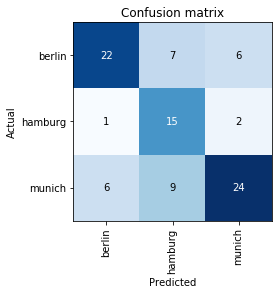 Confusion matrix
Actual
berlin 22 7 6
hamburg 1 15 2
munich 6 9 24
berlin hamburg munich
Predicted